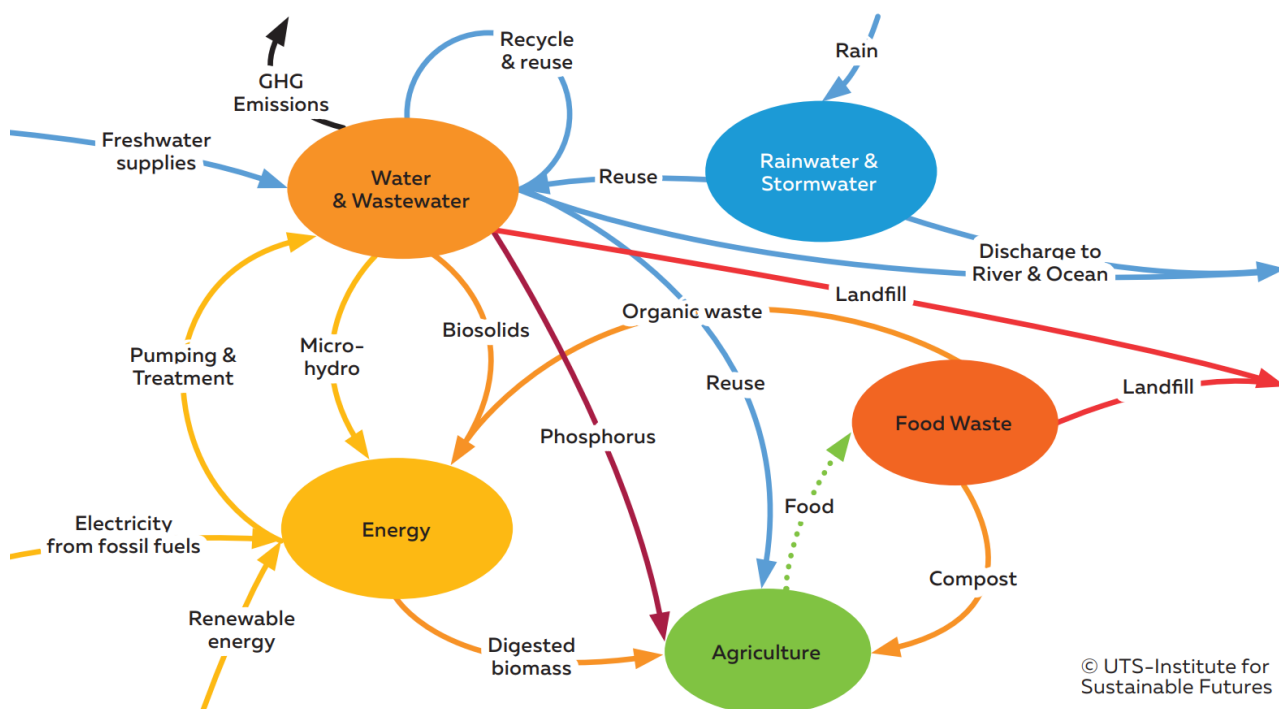 Recycle
& reuse
Rain
GHG
Emissions
Freshwater
supplies
Water
& Wastewater
Reuse
Rainwater &
Stormwater
Discharge to
River & Ocean
Landfill
Organic waste
Biosolids
Micro-
hydro
Pumping &
Treatment
Reuse
Landfill
Food Waste
Phosphorus
Food
Electricity
from fossil fuels
Energy
Compost
Renewable
energy
Digested
biomass
Agriculture
© UTS-Institute for
Sustainable Futures